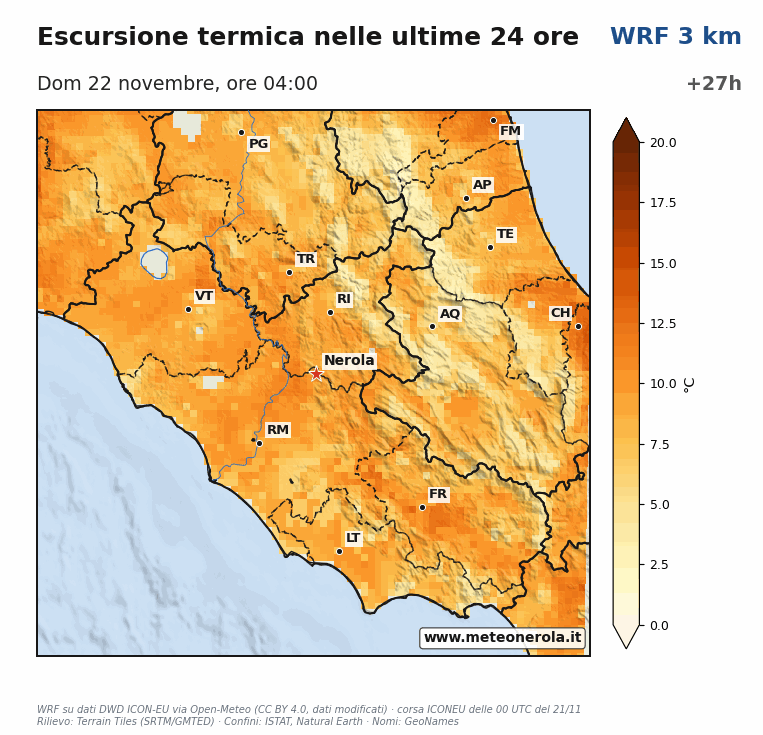 Escursione termica nelle ultime 24 ore WRF 3 km
Dom 22 novembre, ore 04:00 +27h
FM
PG
AP
TE
TR
VT
RI
AQ
CH
Nerola
RM
FR
LT
www.meteonerola.it
20.0
17.5
15.0
12.5
10.0
7.5
5.0
2.5
0.0
°C
WRF su dati DWD ICON-EU via Open-Meteo (CC BY 4.0, dati modificati) · corsa ICONEU delle 00 UTC del 21/11
Rilievo: Terrain Tiles (SRTM/GMTED) · Confini: ISTAT, Natural Earth · Nomi: GeoNames